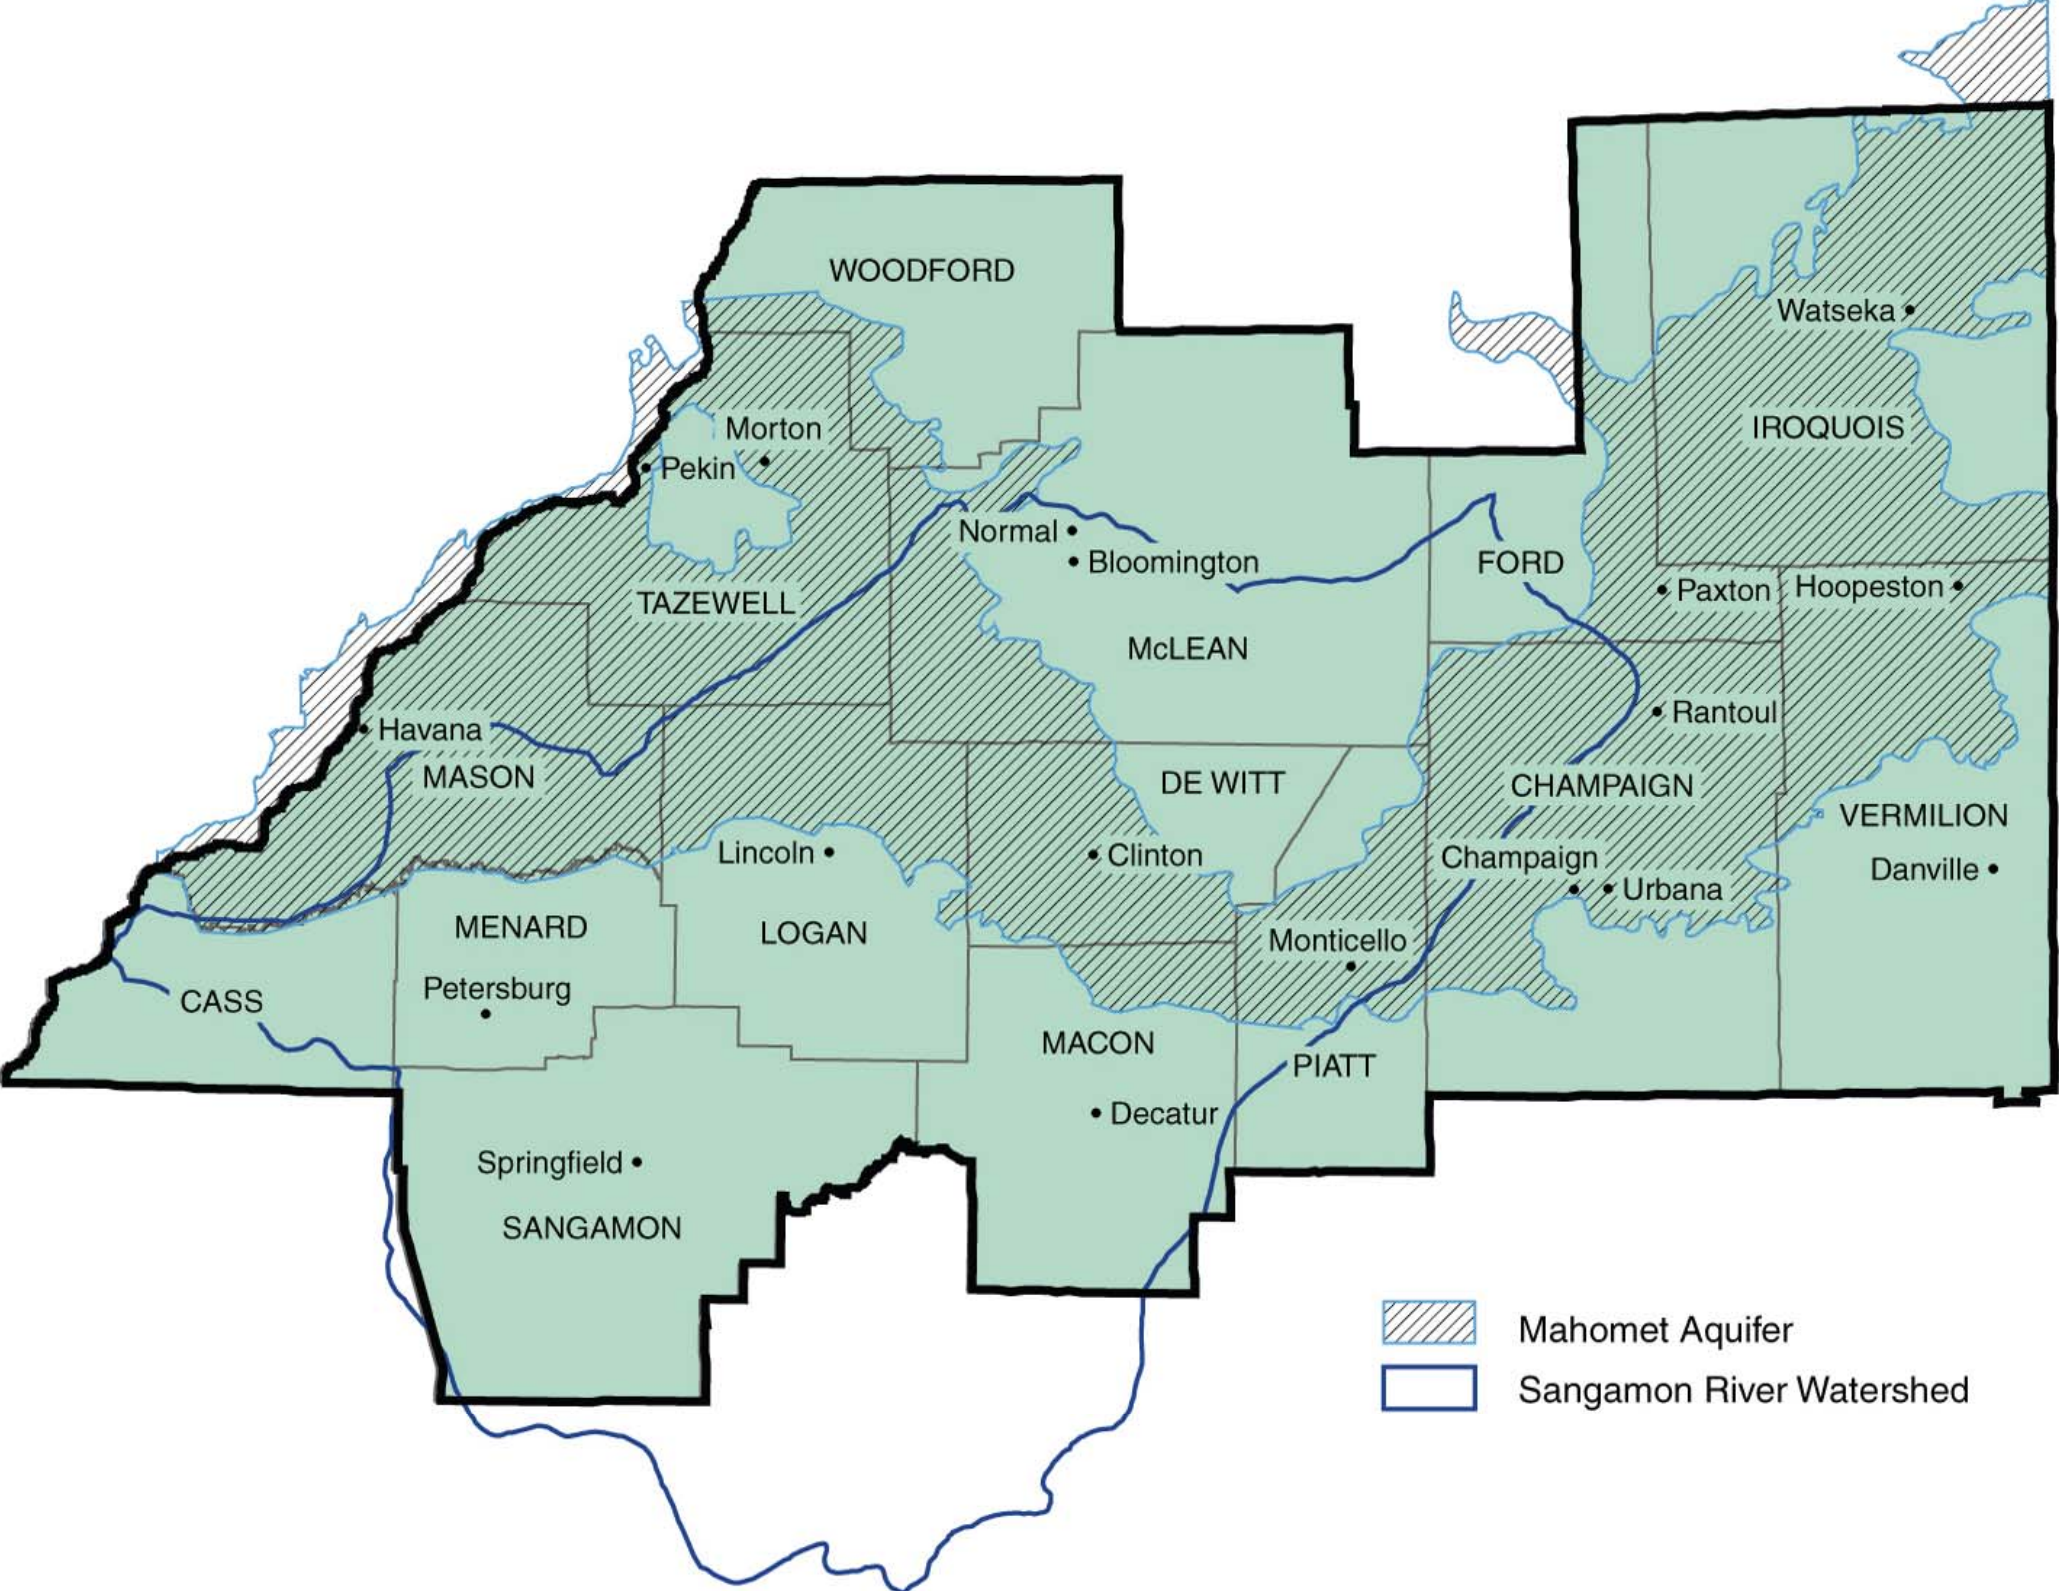 WOODFORD
Watseka
Morton
IROQUOIS
Pekin
Normal
Bloomington
FORD
Paxton
Hoopeston
TAZEWELL
McLEAN
Rantoul
Havana
MASON
DE WITT
CHAMPAIGN
VERMILION
Lincoln
Clinton
Champaign
Danville
Urbana
MENARD
LOGAN
Monticello
Petersburg
CASS
MACON
PIATT
Decatur
Springfield
SANGAMON
Mahomet Aquifer
Sangamon River Watershed